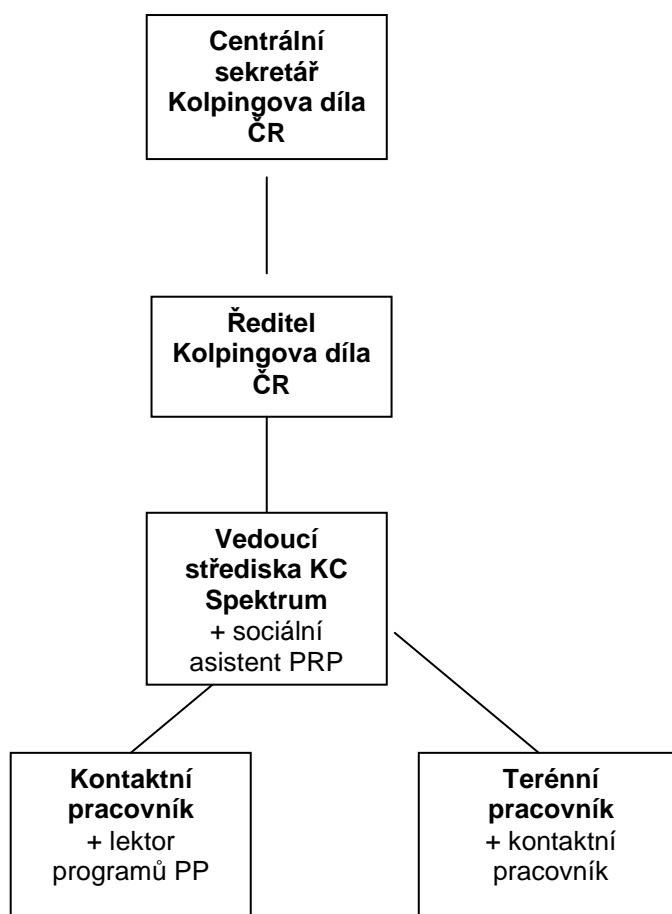 Centrální
sekretář
Kolpingova díla
ČR
Ředitel
Kolpingova díla
ČR
Vedoucí
střediska KC
Spektrum
+ sociální
asistent PRP
Kontaktní
pracovník
+ lektor
programů PP
Terénní
pracovník
+ kontaktní
pracovník